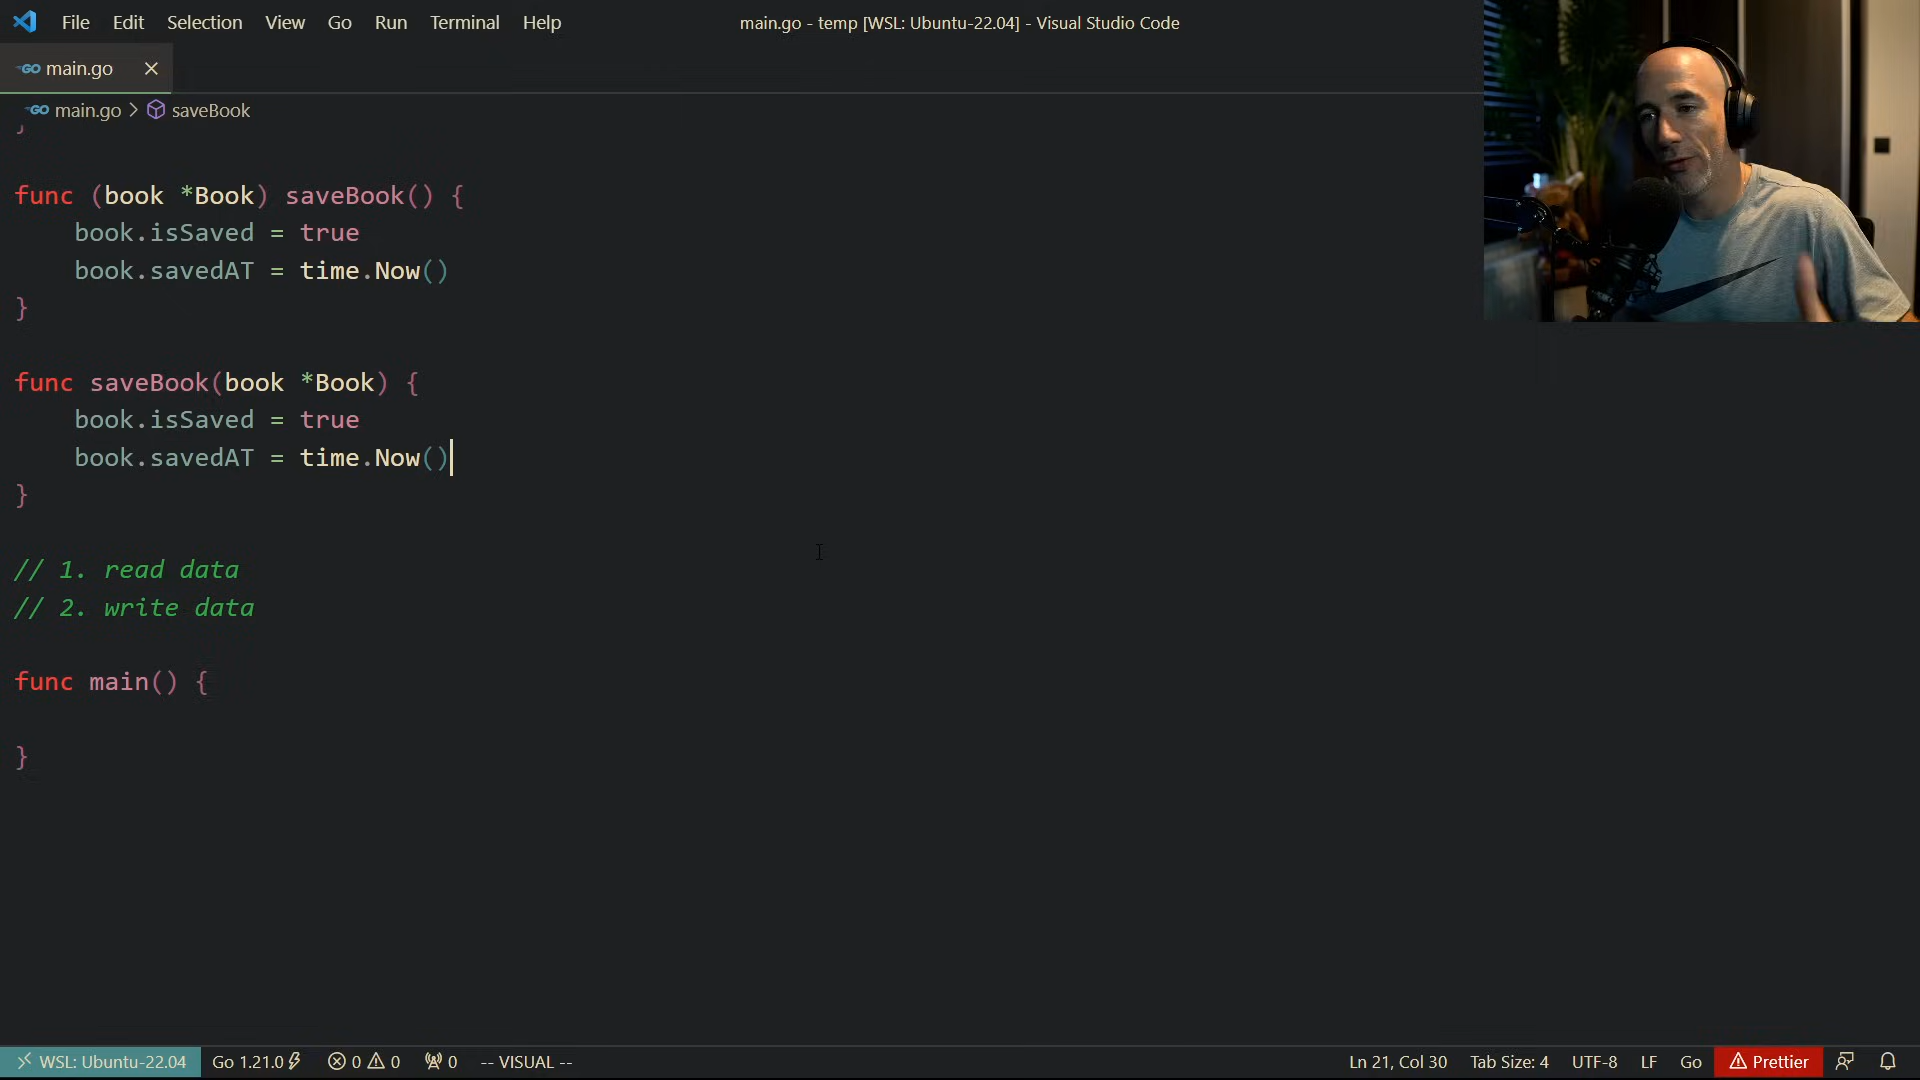 File Edit Selection View Go Run Terminal Help
main.go - temp [WSL: Ubuntu-22.04] - Visual Studio Code
GO main.go
GO main.go > saveBook
}
func (book *Book) saveBook() {
book.isSaved = true
book.savedAT = time.Now()
}
func saveBook(book *Book) {
book.isSaved = true
book.savedAT = time.Now()
}
// 1. read data
// 2. write data
func main() {
}
WSL: Ubuntu-22.04 Go 1.21.0 0 0 0 -- VISUAL -- Ln 21, Col 30 Tab Size: 4 UTF-8 LF Go Prettier